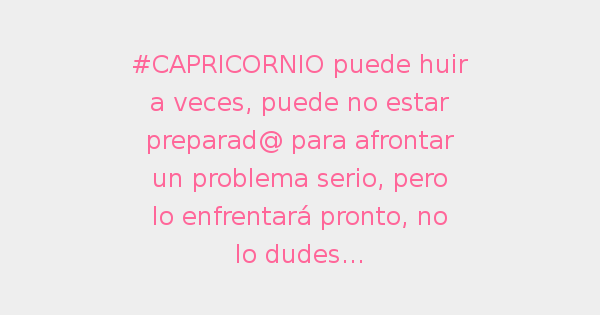 #CAPRICORNIO puede huir
a veces, puede no estar
preparad@ para afrontar
un problema serio, pero
lo enfrentará pronto, no
lo dudes...